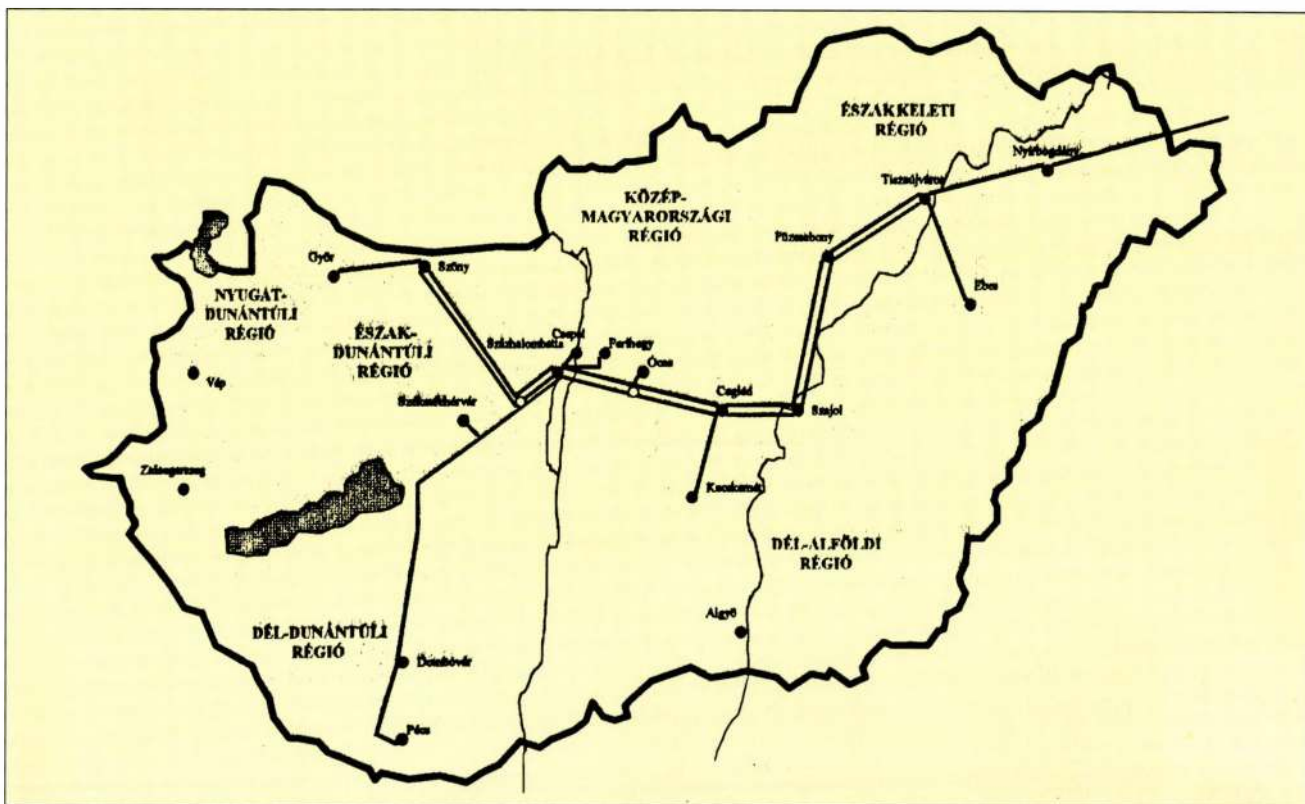 ÉSZAKKELETI
RÉGIÓ
Nyírbogdány
Tiszaújváros
KÖZÉP-
MAGYARORSZÁGI
RÉGIÓ
Füzesabony
Győr
Szőny
NYUGAT-
DUNÁNTÚLI
RÉGIÓ
Ebes
ÉSZAK-
DUNÁNTÚLI
RÉGIÓ
Százhalombatta
Csepel
Ferihegy
Ócsa
Vép
Székesfehérvár
Cegléd
Szajol
Zalaegerszeg
Kecskemét
DÉL-ALFÖLDI
RÉGIÓ
Algyő
DÉL-DUNÁNTÚLI
RÉGIÓ
Dombóvár
Pécs